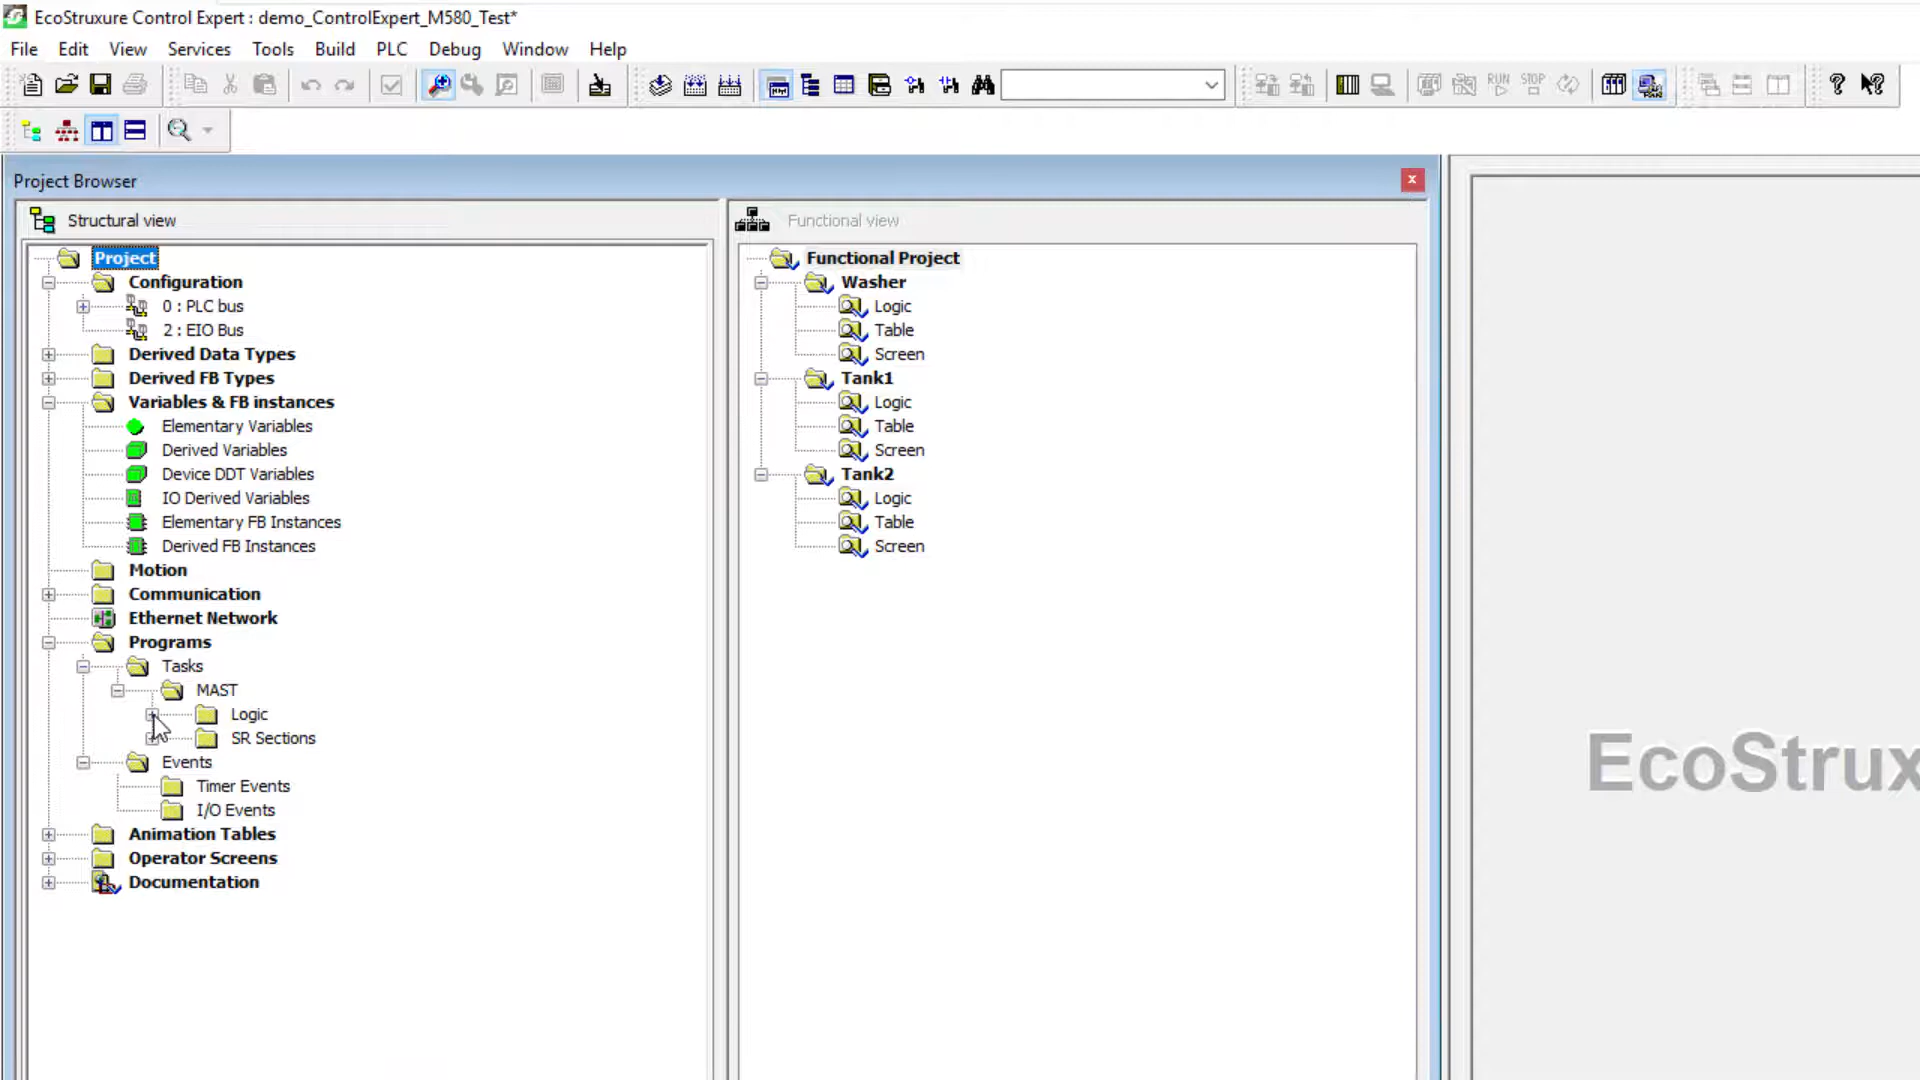 EcoStruxure Control Expert : demo_ControlExpert_M580_Test*
File Edit View Services Tools Build PLC Debug Window Help
RUN STOP
Project Browser
Structural view
Project
Configuration
0 : PLC bus
2 : EIO Bus
Derived Data Types
Derived FB Types
Variables & FB instances
Elementary Variables
Derived Variables
Device DDT Variables
IO Derived Variables
Elementary FB Instances
Derived FB Instances
Motion
Communication
Ethernet Network
Programs
Tasks
MAST
Logic
SR Sections
Events
Timer Events
I/O Events
Animation Tables
Operator Screens
Documentation
Functional view
Functional Project
Washer
Logic
Table
Screen
Tank1
Logic
Table
Screen
Tank2
Logic
Table
Screen
EcoStrux